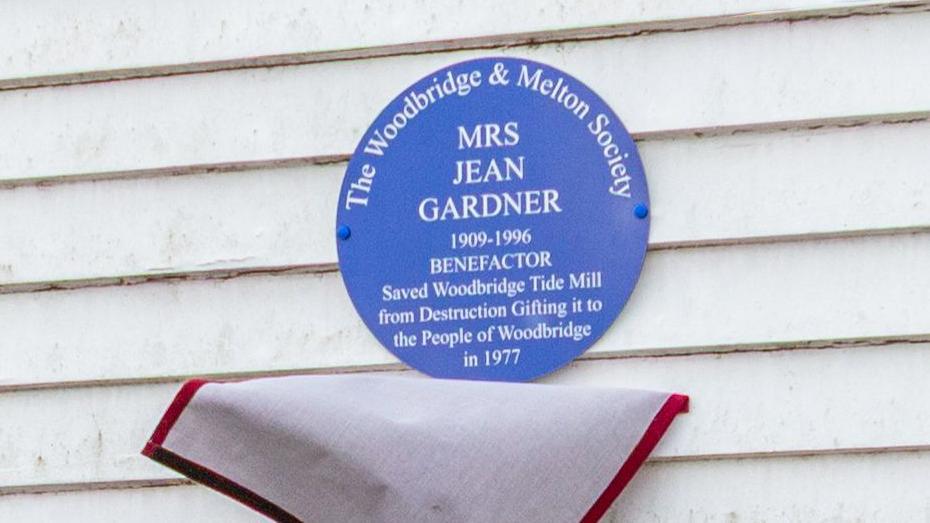 The Woodbridge & Melton Society
MRS
JEAN
GARDNER
1909-1996
BENEFACTOR
Saved Woodbridge Tide Mill
from Destruction Gifting it to
the People of Woodbridge
in 1977